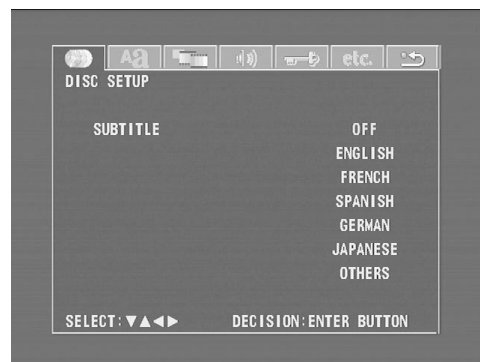 Aa etc.
DISC SETUP
SUBTITLE OFF
ENGLISH
FRENCH
SPANISH
GERMAN
JAPANESE
OTHERS
SELECT:▼▲◀▶ DECISION:ENTER BUTTON